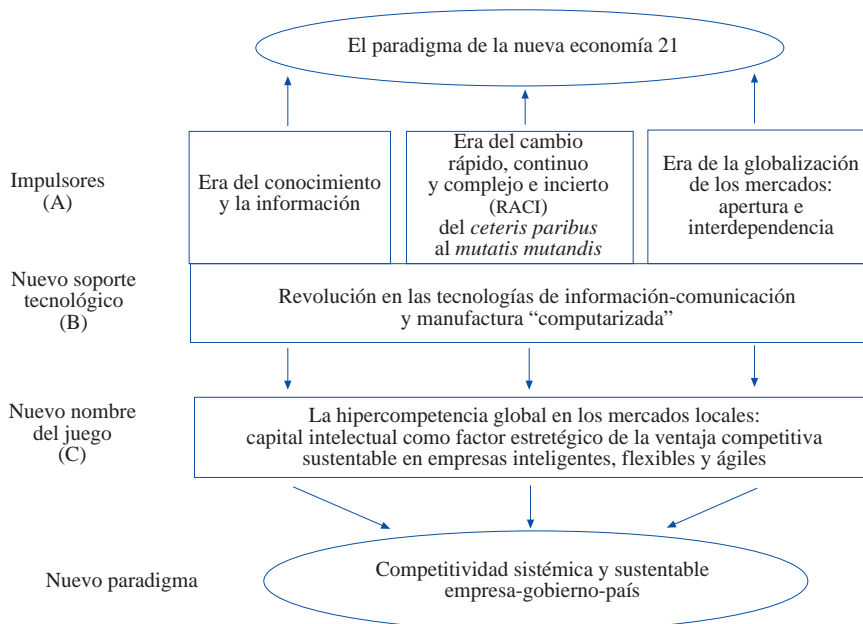 El paradigma de la nueva economía 21
Impulsores
(A)
Era del conocimiento
y la información
Era del cambio
rápido, continuo
y complejo e incierto
(RACI)
del ceteris paribus
al mutatis mutandis
Era de la globalización
de los mercados:
apertura e
interdependencia
Nuevo soporte
tecnológico
(B)
Revolución en las tecnologías de información-comunicación
y manufactura “computarizada”
Nuevo nombre
del juego
(C)
La hipercompetencia global en los mercados locales:
capital intelectual como factor estretégico de la ventaja competitiva
sustentable en empresas inteligentes, flexibles y ágiles
Nuevo paradigma
Competitividad sistémica y sustentable
empresa-gobierno-país